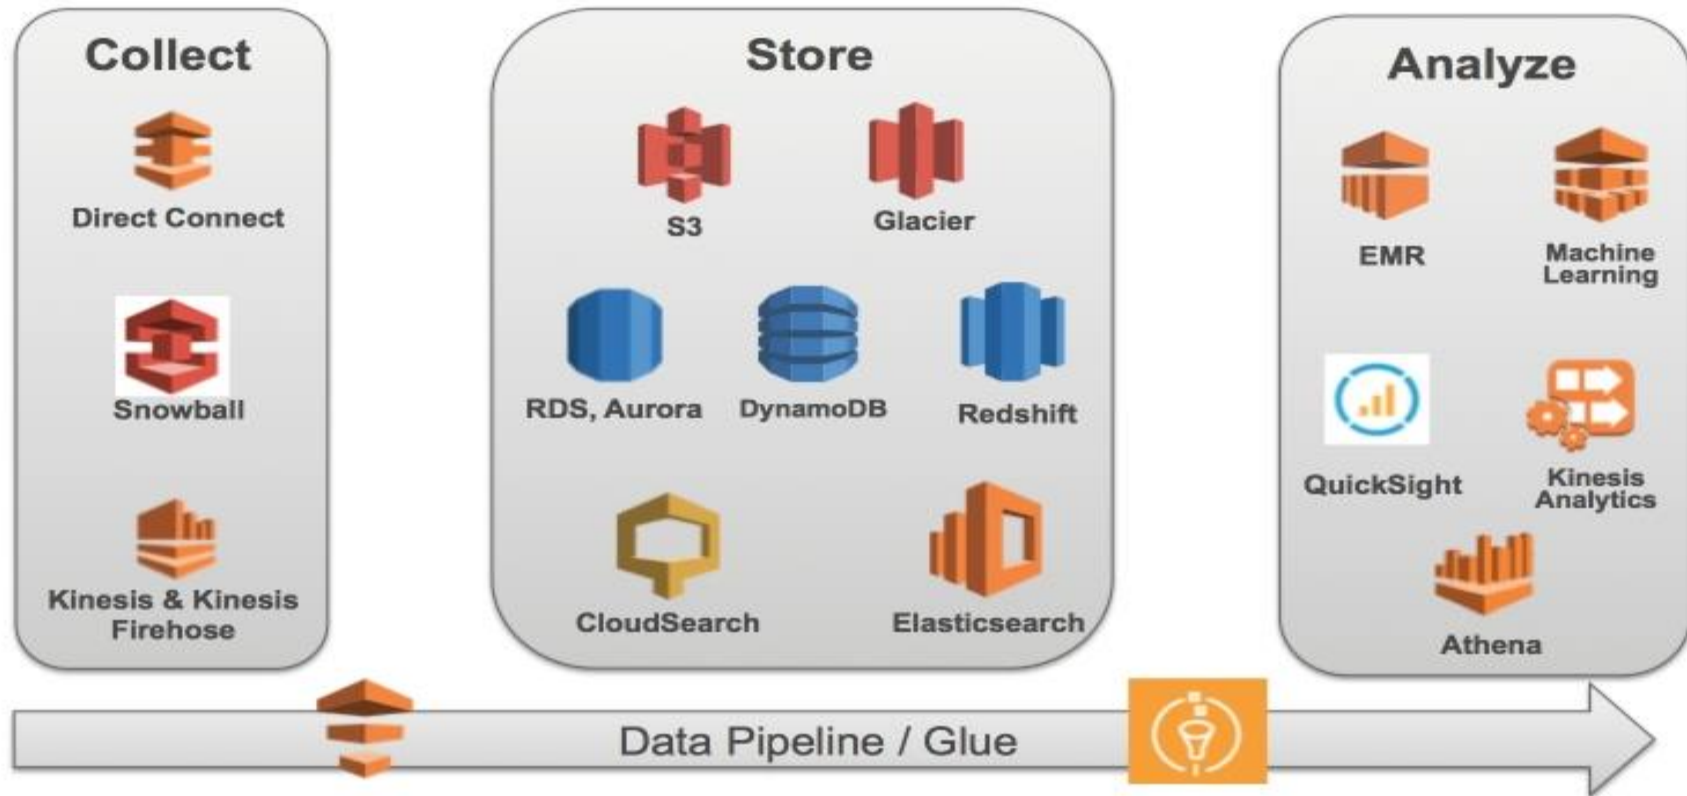 Collect
Direct Connect
Snowball
Kinesis & Kinesis
Firehose
Store
S3
Glacier
RDS, Aurora
DynamoDB
Redshift
CloudSearch
Elasticsearch
Analyze
EMR
Machine
Learning
QuickSight
Kinesis
Analytics
Athena
Data Pipeline / Glue